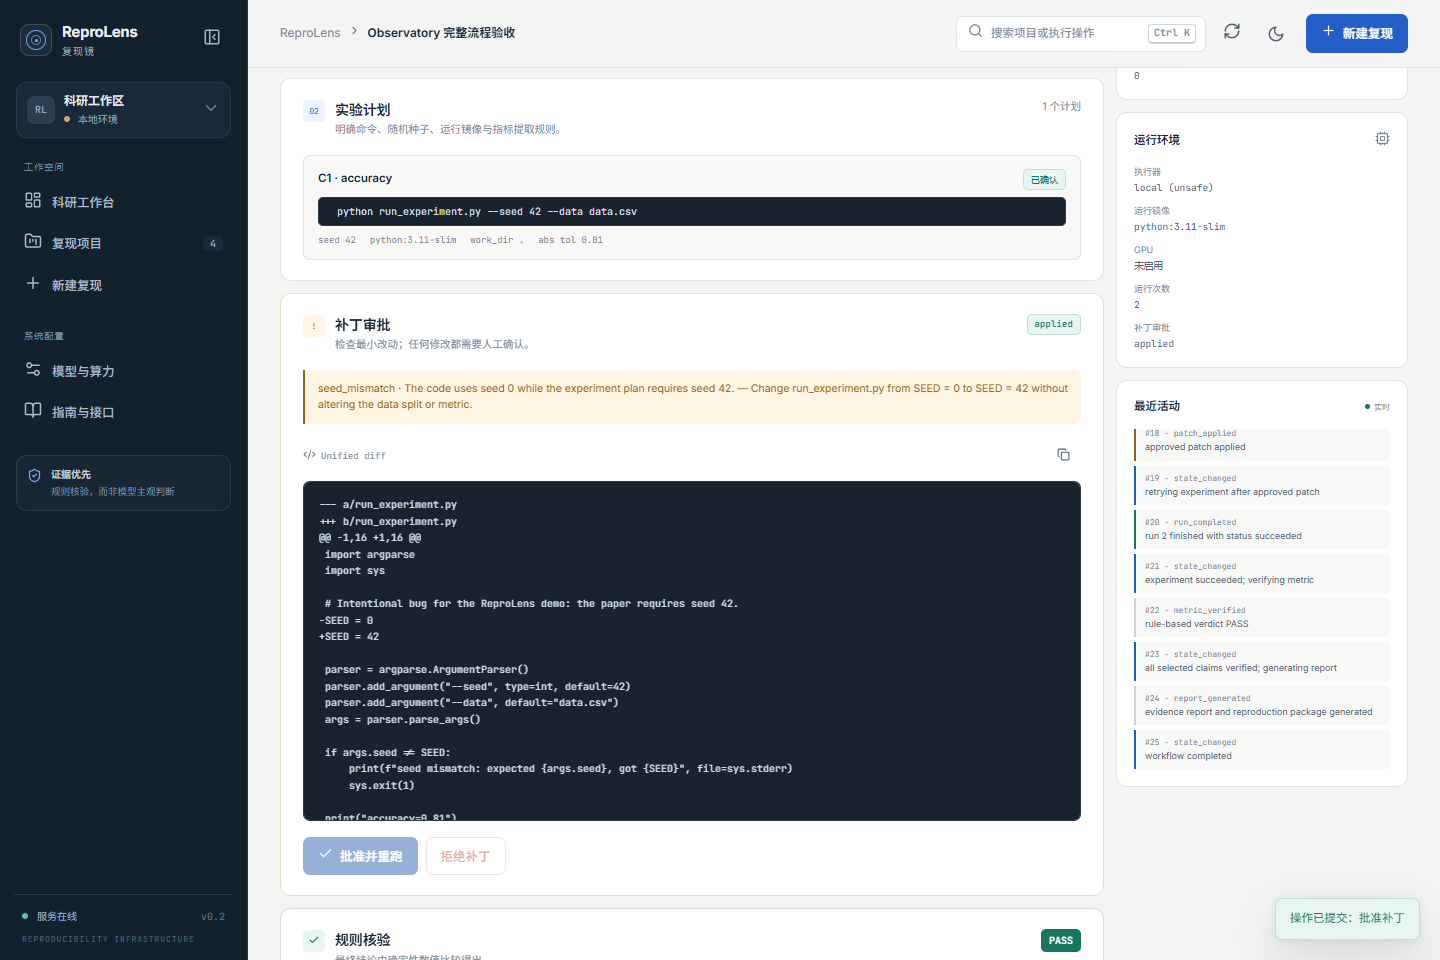 ReproLens
复现镜
RL
科研工作区
本地环境
工作空间
科研工作台
复现项目
4
新建复现
系统配置
模型与算力
指南与接口
证据优先
规则核验，而非模型主观判断
服务在线
v0.2
REPRODUCIBILITY INFRASTRUCTURE
ReproLens
Observatory 完整流程验收
搜索项目或执行操作
Ctrl K
新建复现
02
实验计划
1 个计划
明确命令、随机种子、运行镜像与指标提取规则。
C1 · accuracy
已确认
python run_experiment.py --seed 42 --data data.csv
seed 42 python:3.11-slim work_dir . abs tol 0.01
!
补丁审批
applied
检查最小改动；任何修改都需要人工确认。
seed_mismatch · The code uses seed 0 while the experiment plan requires seed 42. — Change run_experiment.py from SEED = 0 to SEED = 42 without
altering the data split or metric.
Unified diff
--- a/run_experiment.py
+++ b/run_experiment.py
@@ -1,16 +1,16 @@
import argparse
import sys
# Intentional bug for the ReproLens demo: the paper requires seed 42.
-SEED = 0
+SEED = 42
parser = argparse.ArgumentParser()
parser.add_argument("--seed", type=int, default=42)
parser.add_argument("--data", default="data.csv")
args = parser.parse_args()
if args.seed != SEED:
print(f"seed mismatch: expected {args.seed}, got {SEED}", file=sys.stderr)
sys.exit(1)
print("accuracy=0.81")
批准并重跑
拒绝补丁
规则核验
PASS
最终结论由确定性数值比较得出。
0
运行环境
执行器
local (unsafe)
运行镜像
python:3.11-slim
GPU
未启用
运行次数
2
补丁审批
applied
最近活动
实时
#18 · patch_applied
approved patch applied
#19 · state_changed
retrying experiment after approved patch
#20 · run_completed
run 2 finished with status succeeded
#21 · state_changed
experiment succeeded; verifying metric
#22 · metric_verified
rule-based verdict PASS
#23 · state_changed
all selected claims verified; generating report
#24 · report_generated
evidence report and reproduction package generated
#25 · state_changed
workflow completed
操作已提交：批准补丁